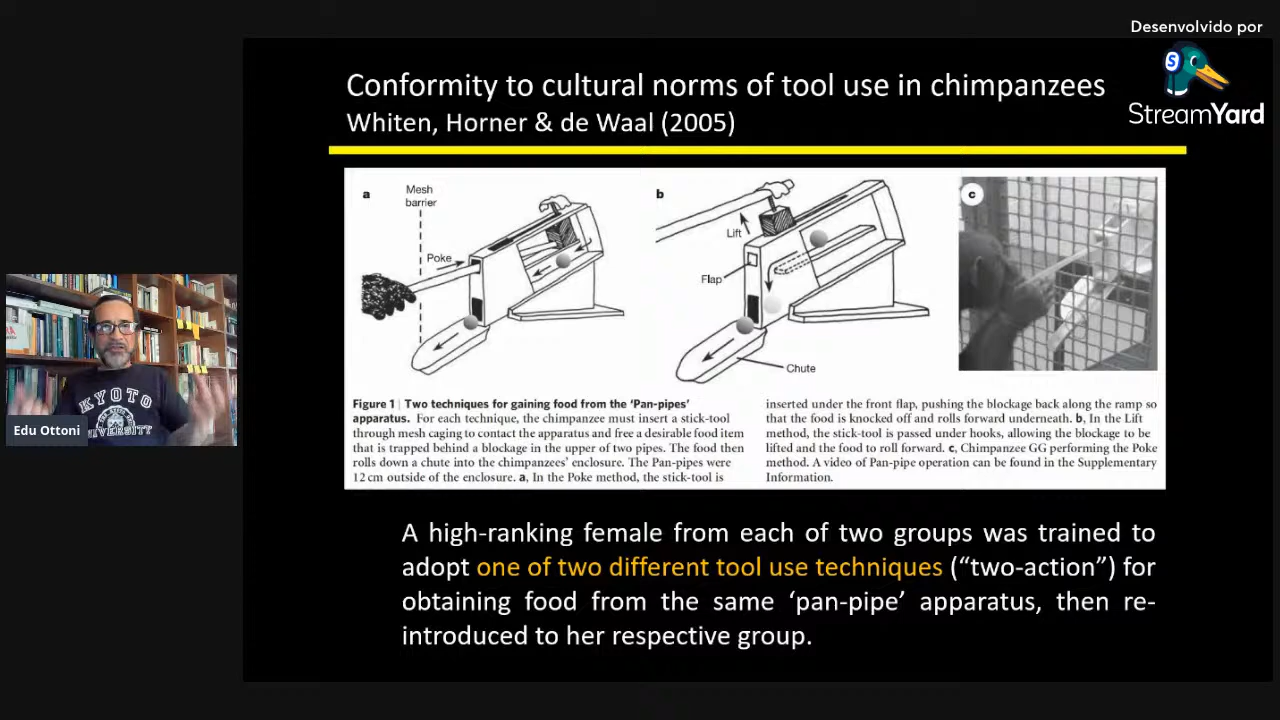 Desenvolvido por
StreamYard
Conformity to cultural norms of tool use in chimpanzees
Whiten, Horner & de Waal (2005)
a
Mesh
barrier
Poke
b
Lift
Flap
Chute
c
Figure 1 | Two techniques for gaining food from the ‘Pan-pipes’
apparatus. For each technique, the chimpanzee must insert a stick-tool
through mesh caging to contact the apparatus and free a desirable food item
that is trapped behind a blockage in the upper of two pipes. The food then
rolls down a chute into the chimpanzees’ enclosure. The Pan-pipes were
12 cm outside of the enclosure. a, In the Poke method, the stick-tool is
inserted under the front flap, pushing the blockage back along the ramp so
that the food is knocked off and rolls forward underneath. b, In the Lift
method, the stick-tool is passed under hooks, allowing the blockage to be
lifted and the food to roll forward. c, Chimpanzee GG performing the Poke
method. A video of Pan-pipe operation can be found in the Supplementary
Information.
KYOTO
UNIVERSITY
Edu Ottoni
A high-ranking female from each of two groups was trained to
adopt one of two different tool use techniques (“two-action”) for
obtaining food from the same ‘pan-pipe’ apparatus, then re-
introduced to her respective group.